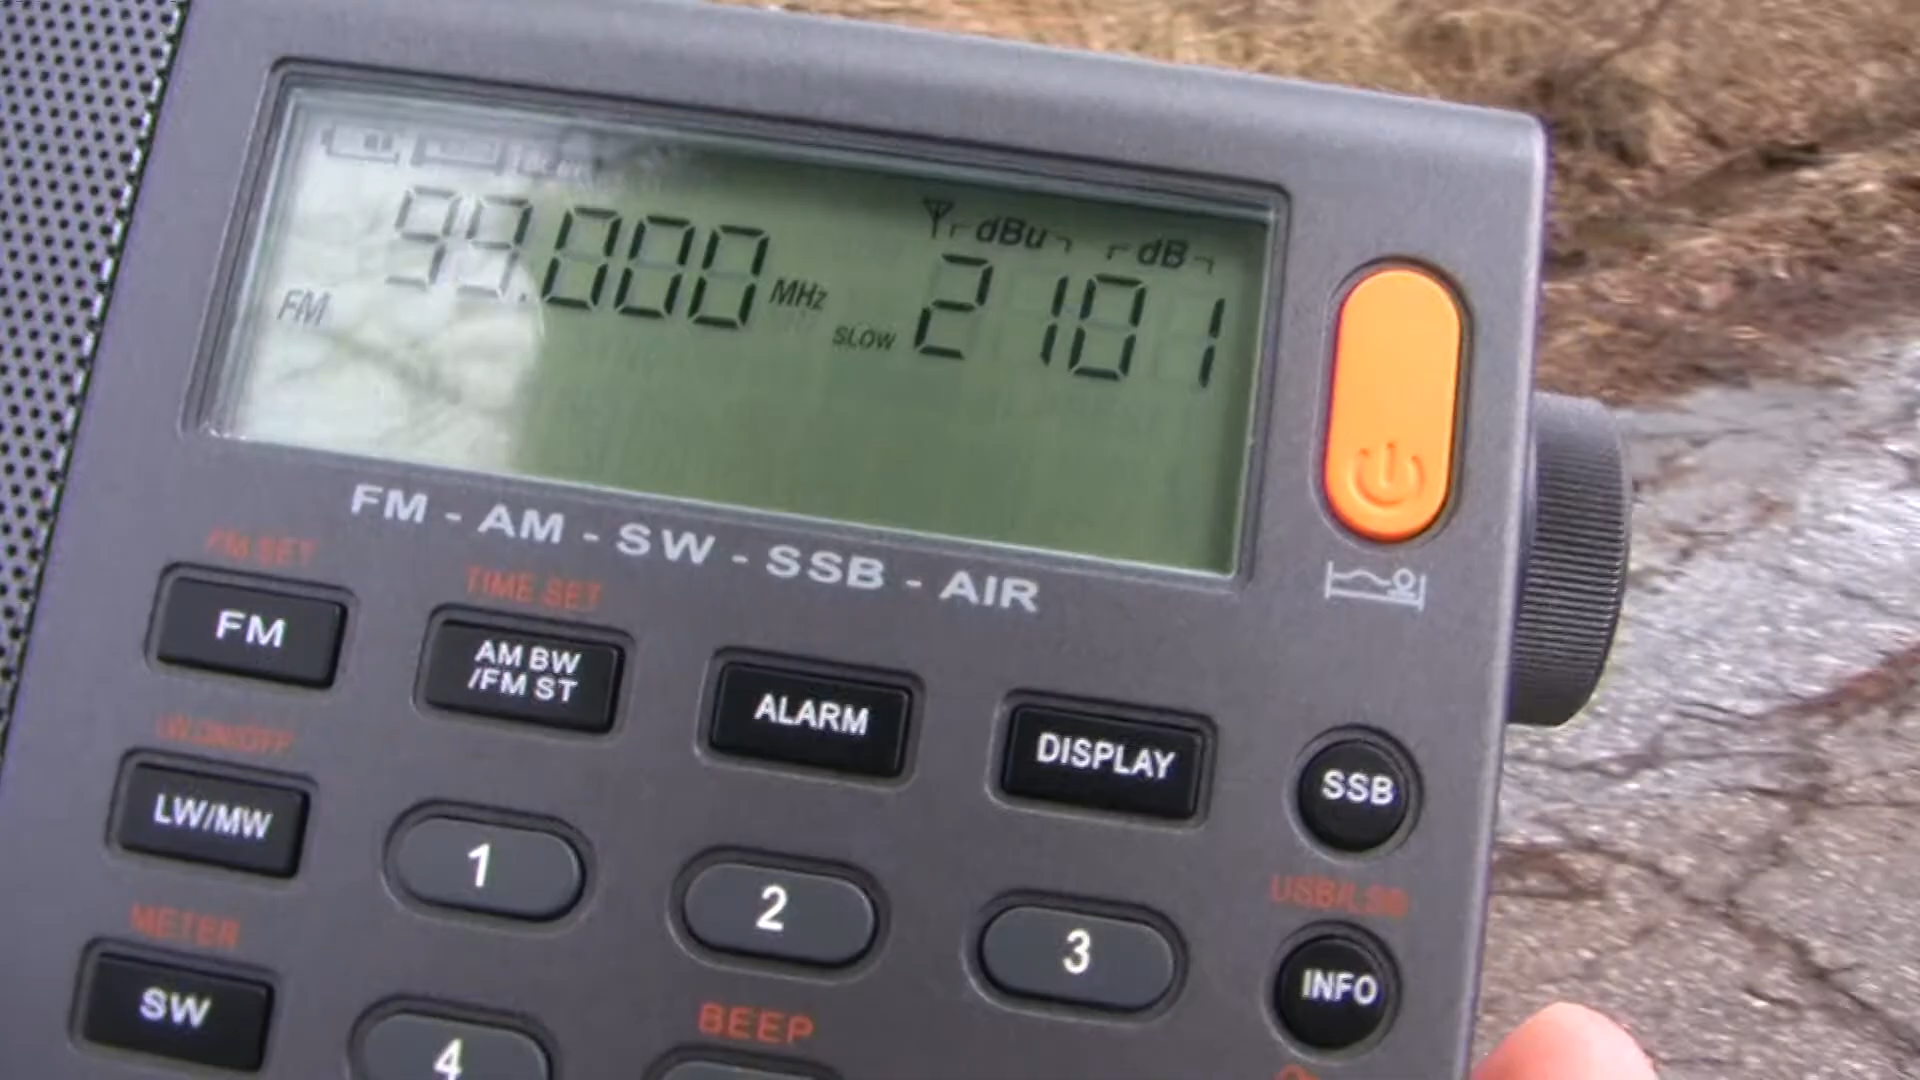 99.000 MHz
dBu dB
FM
SLOW 2101
FM - AM - SW - SSB - AIR
FM SET
TIME SET
FM
AM BW
/FM ST
ALARM
DISPLAY
SSB
LW ON/OFF
LW/MW
1
2
3
USB/LSB
METER
INFO
SW
4
BEEP